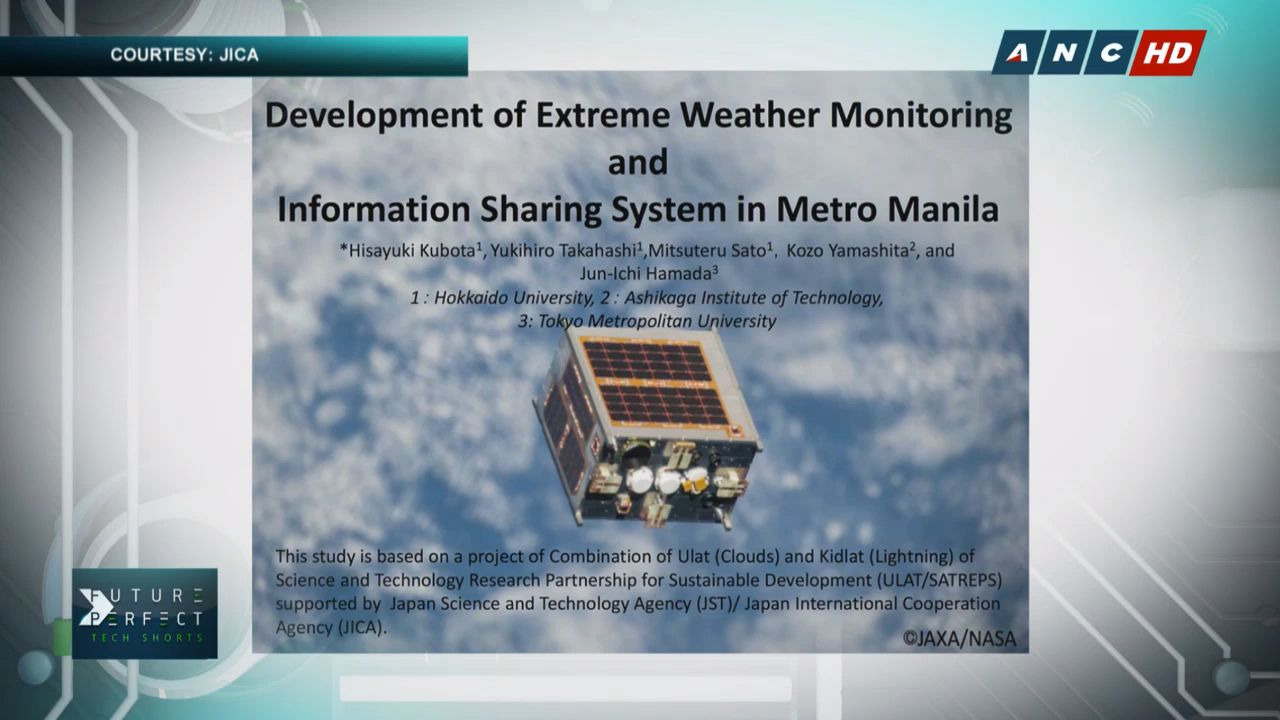 COURTESY: JICA
ANC HD
Development of Extreme Weather Monitoring
and
Information Sharing System in Metro Manila
*Hisayuki Kubota¹, Yukihiro Takahashi¹,Mitsuteru Sato¹, Kozo Yamashita², and
Jun-Ichi Hamada³
1 : Hokkaido University, 2 : Ashikaga Institute of Technology,
3: Tokyo Metropolitan University
This study is based on a project of Combination of Ulat (Clouds) and Kidlat (Lightning) of
Science and Technology Research Partnership for Sustainable Development (ULAT/SATREPS)
supported by Japan Science and Technology Agency (JST)/ Japan International Cooperation
Agency (JICA).
©JAXA/NASA
FUTURE
PERFECT
TECH SHORTS